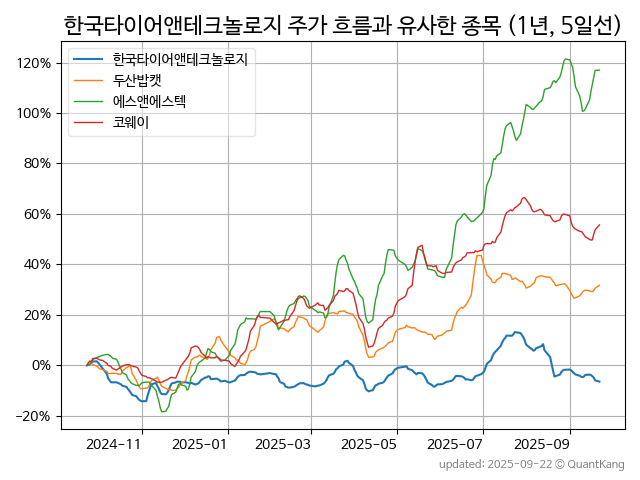 한국타이어앤테크놀로지 주가 흐름과 유사한 종목 (1년, 5일선)
한국타이어앤테크놀로지
두산밥캣
에스앤에스텍
코웨이
120%
100%
80%
60%
40%
20%
0%
−20%
2024-11 2025-01 2025-03 2025-05 2025-07 2025-09
updated: 2025-09-22 © QuantKang